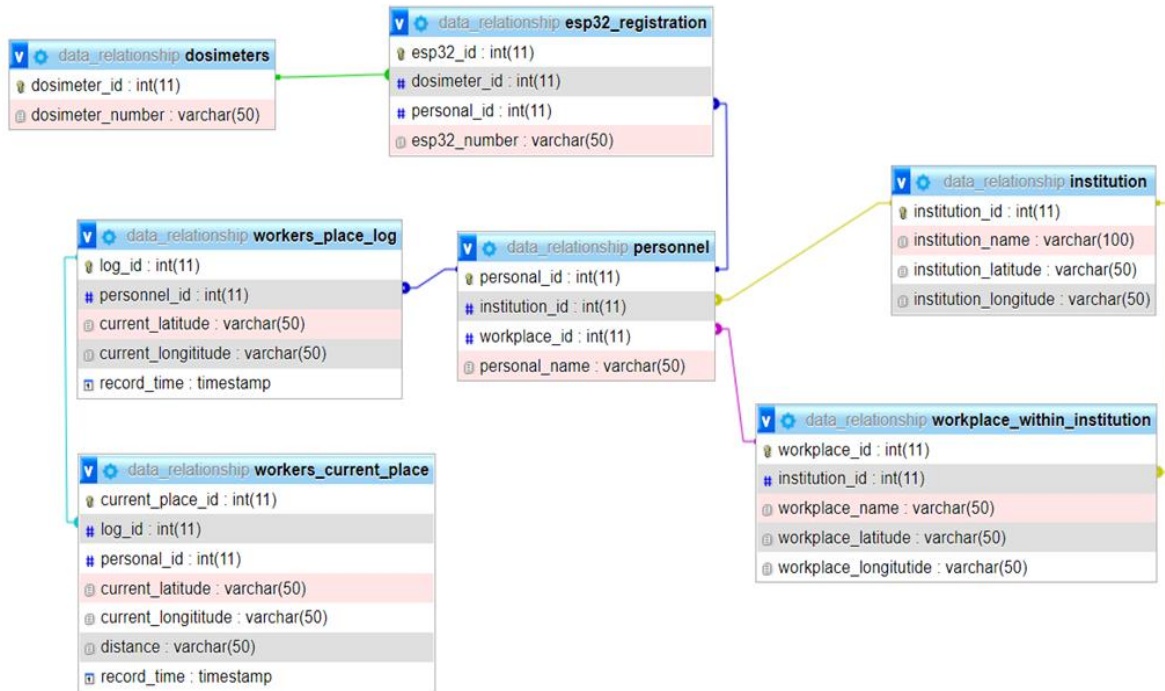 data_relationship dosimeters
dosimeter_id : int(11)
dosimeter_number : varchar(50)
data_relationship esp32_registration
esp32_id : int(11)
dosimeter_id : int(11)
personal_id : int(11)
esp32_number : varchar(50)
data_relationship institution
institution_id : int(11)
institution_name : varchar(100)
institution_latitude : varchar(50)
institution_longitude : varchar(50)
data_relationship workers_place_log
log_id : int(11)
personnel_id : int(11)
current_latitude : varchar(50)
current_longititude : varchar(50)
record_time : timestamp
data_relationship personnel
personal_id : int(11)
institution_id : int(11)
workplace_id : int(11)
personal_name : varchar(50)
data_relationship workplace_within_institution
workplace_id : int(11)
institution_id : int(11)
workplace_name : varchar(50)
workplace_latitude : varchar(50)
workplace_longitutide : varchar(50)
data_relationship workers_current_place
current_place_id : int(11)
log_id : int(11)
personal_id : int(11)
current_latitude : varchar(50)
current_longititude : varchar(50)
distance : varchar(50)
record_time : timestamp